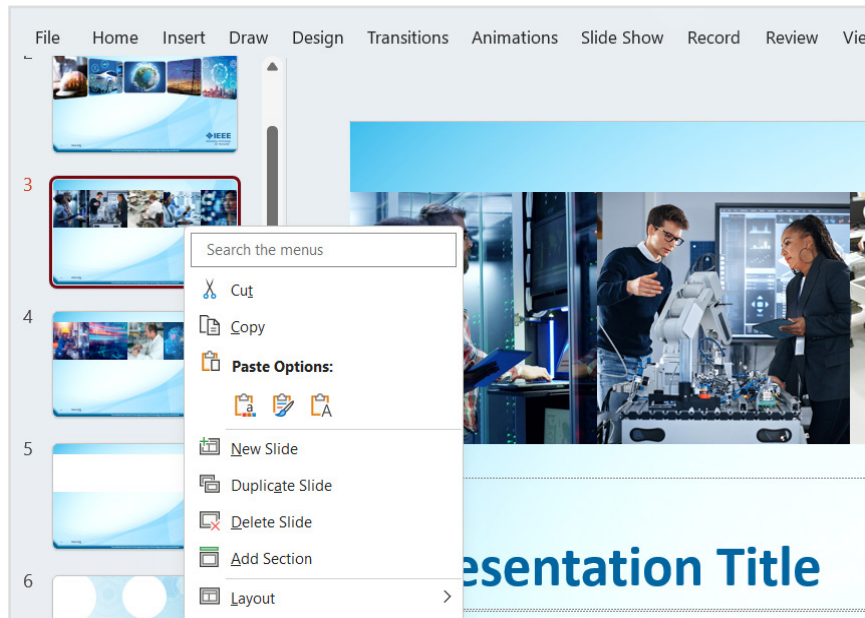 File Home Insert Draw Design Transitions Animations Slide Show Record Review Vie
IEEE
3
4
5
6
Search the menus
Cut
Copy
Paste Options:
New Slide
Duplicate Slide
Delete Slide
Add Section
Layout
esentation Title